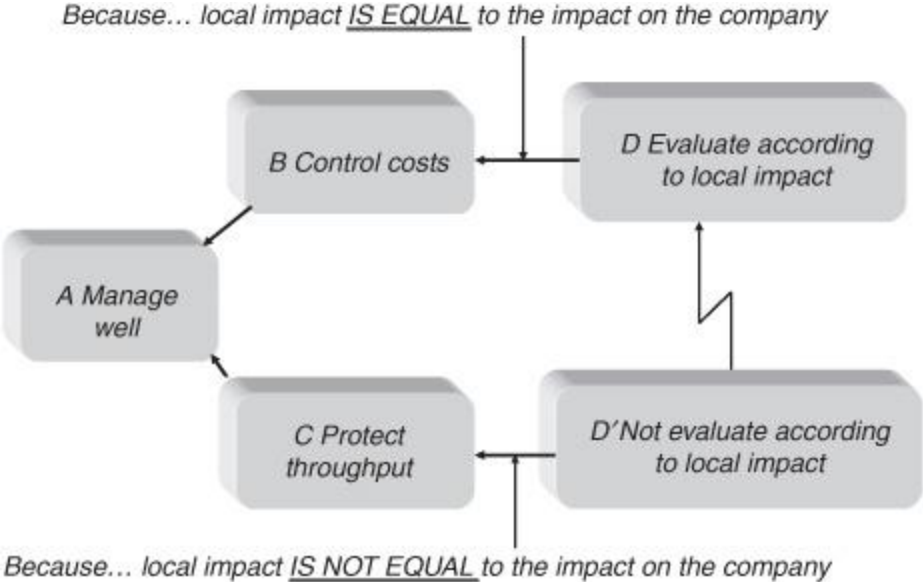 Because... local impact IS EQUAL to the impact on the company
B Control costs
D Evaluate according
to local impact
A Manage
well
C Protect
throughput
D′Not evaluate according
to local impact
Because... local impact IS NOT EQUAL to the impact on the company